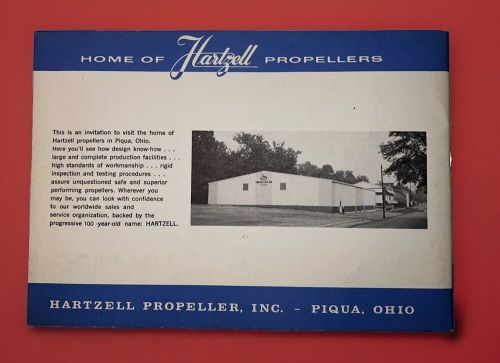 HOME OF Hartzell PROPELLERS
This is an invitation to visit the home of
Hartzell propellers in Piqua, Ohio.
Here you'll see how design know-how . . .
large and complete production facilities . . .
high standards of workmanship . . . rigid
inspection and testing procedures . . .
assure unquestioned safe and superior
performing propellers. Wherever you
may be, you can look with confidence
to our worldwide sales and
service organization, backed by the
progressive 100 -year-old name: HARTZELL.
HARTZELL PROPELLER, INC. – PIQUA, OHIO